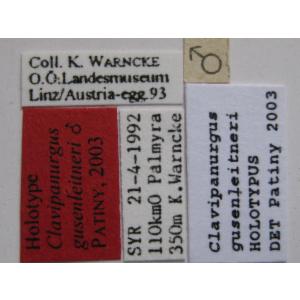 Coll. K. WARNCKE
O.Ö.Landesmuseum
Linz/Austria-egg.93
♂
Holotype
Clavipanurgus
gusenleitneri ♂
PATINY, 2003
SYR 21-4-1992
110kmO Palmyra
350m K.Warncke
Clavipanurgus
gusenleitneri
HOLOTYPUS
DET Patiny 2003